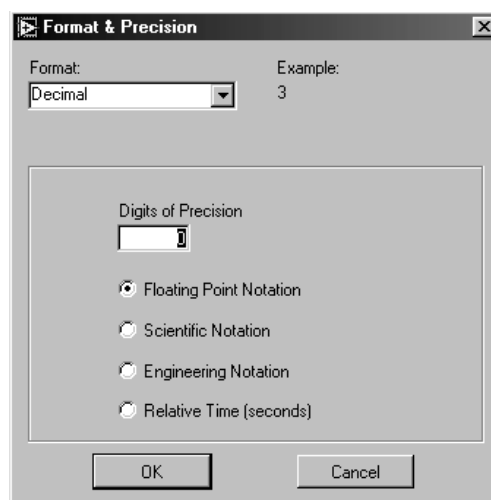 Format & Precision
Format:
Example:
Decimal
3
Digits of Precision
0
Floating Point Notation
Scientific Notation
Engineering Notation
Relative Time (seconds)
OK
Cancel